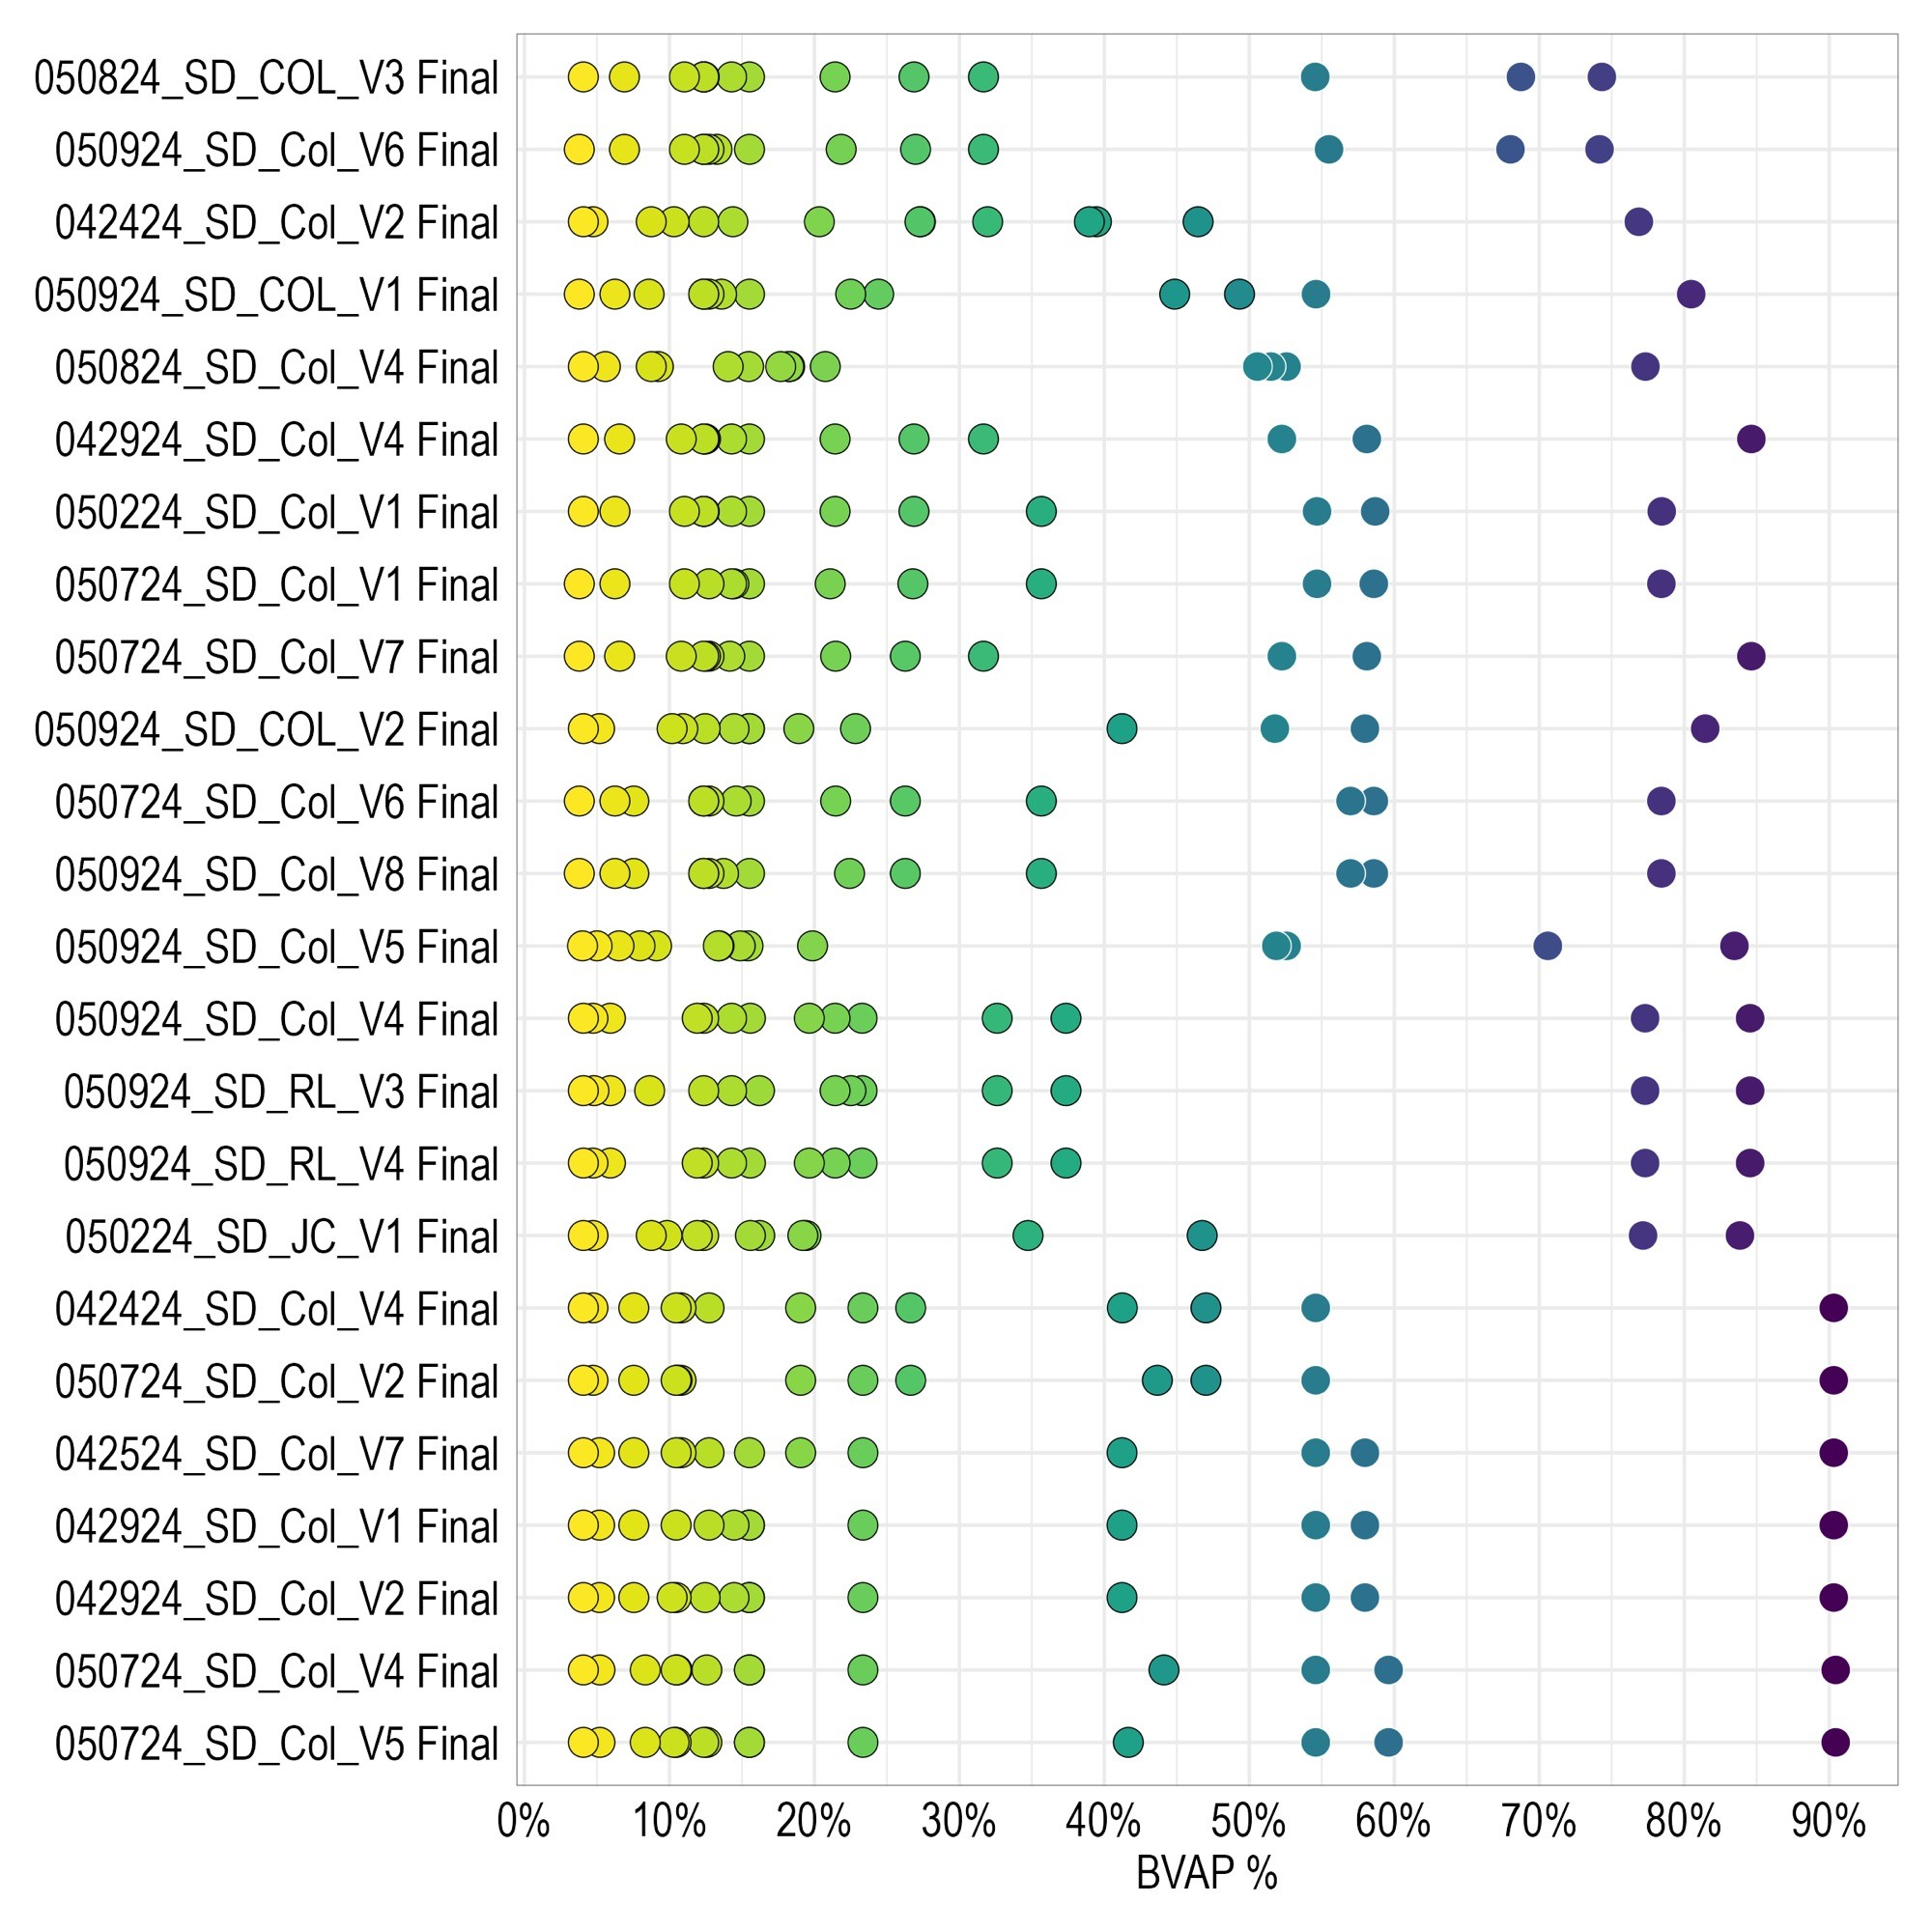 050824_SD_COL_V3 Final
050924_SD_Col_V6 Final
042424_SD_Col_V2 Final
050924_SD_COL_V1 Final
050824_SD_Col_V4 Final
042924_SD_Col_V4 Final
050224_SD_Col_V1 Final
050724_SD_Col_V1 Final
050724_SD_Col_V7 Final
050924_SD_COL_V2 Final
050724_SD_Col_V6 Final
050924_SD_Col_V8 Final
050924_SD_Col_V5 Final
050924_SD_Col_V4 Final
050924_SD_RL_V3 Final
050924_SD_RL_V4 Final
050224_SD_JC_V1 Final
042424_SD_Col_V4 Final
050724_SD_Col_V2 Final
042524_SD_Col_V7 Final
042924_SD_Col_V1 Final
042924_SD_Col_V2 Final
050724_SD_Col_V4 Final
050724_SD_Col_V5 Final
0% 10% 20% 30% 40% 50% 60% 70% 80% 90%
BVAP %